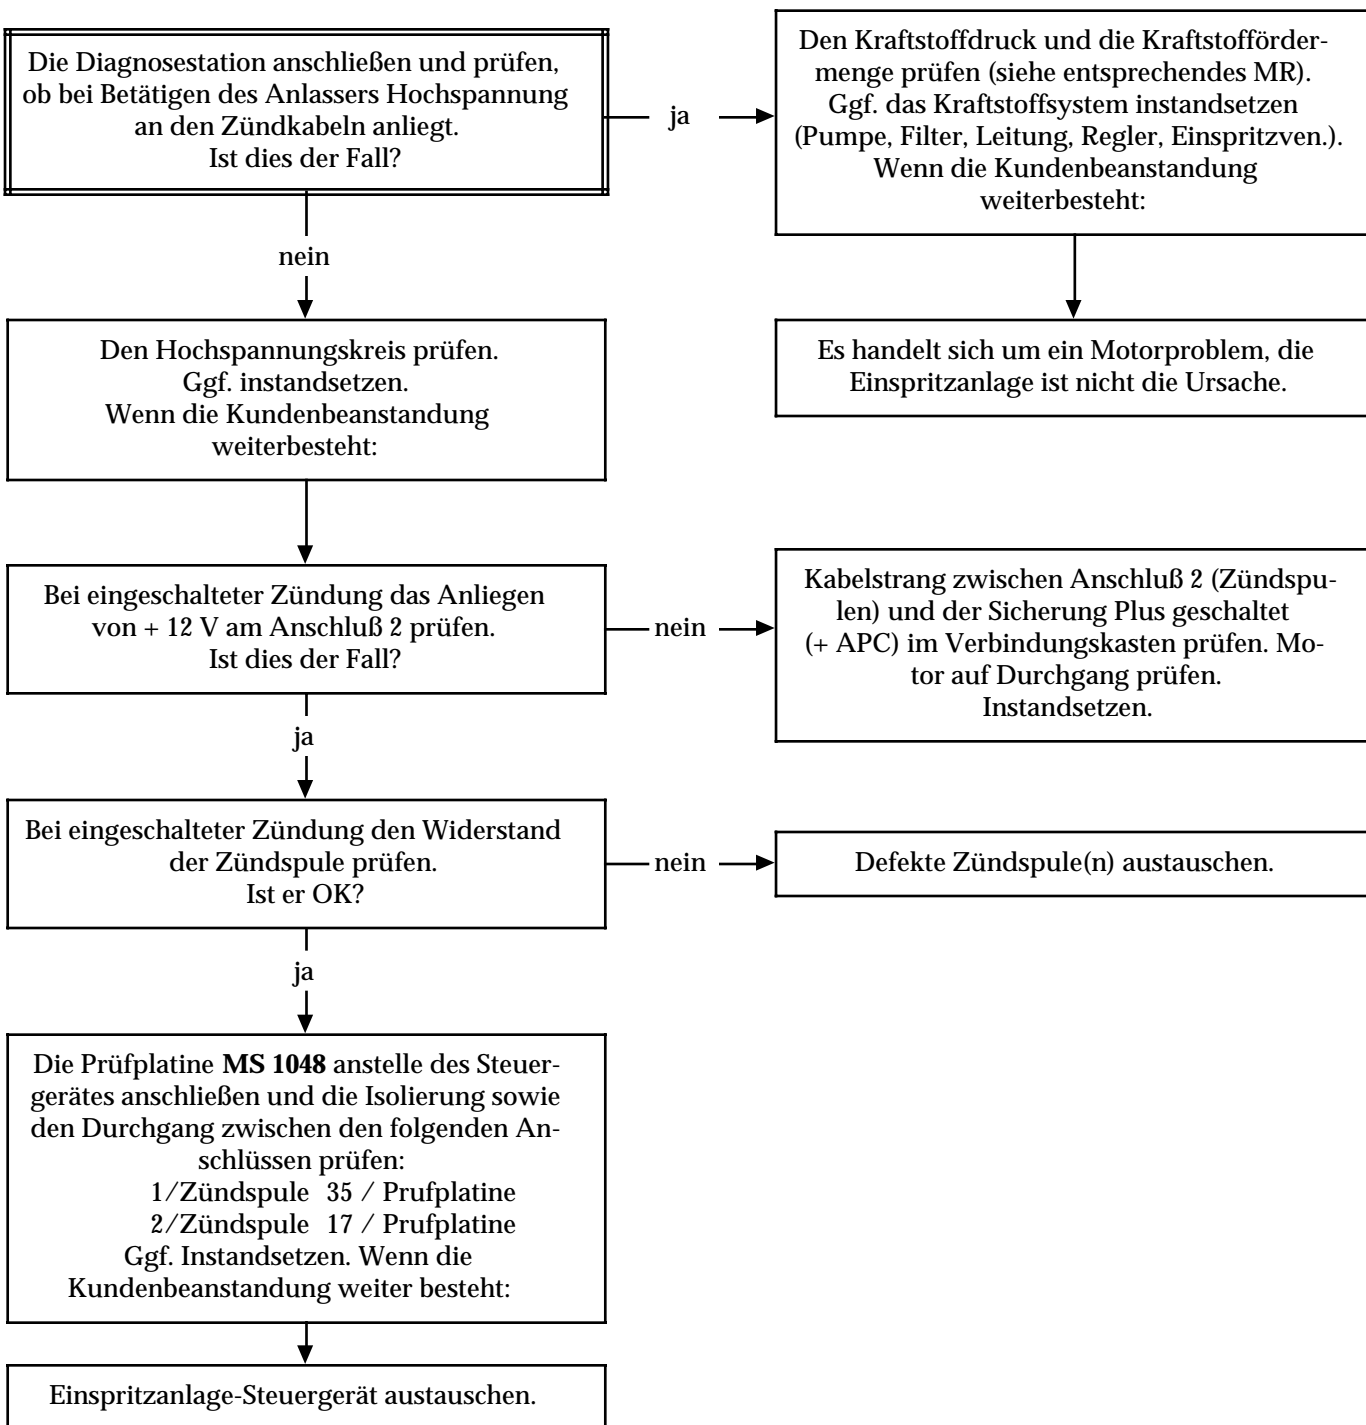 Die Diagnosestation anschließen und prüfen,
ob bei Betätigen des Anlassers Hochspannung
an den Zündkabeln anliegt.
Ist dies der Fall?
ja
Den Kraftstoffdruck und die Kraftstofförder-
menge prüfen (siehe entsprechendes MR).
Ggf. das Kraftstoffsystem instandsetzen
(Pumpe, Filter, Leitung, Regler, Einspritzven.).
Wenn die Kundenbeanstandung
weiterbesteht:
nein
Den Hochspannungskreis prüfen.
Ggf. instandsetzen.
Wenn die Kundenbeanstandung
weiterbesteht:
Es handelt sich um ein Motorproblem, die
Einspritzanlage ist nicht die Ursache.
Bei eingeschalteter Zündung das Anliegen
von + 12 V am Anschluß 2 prüfen.
Ist dies der Fall?
nein
Kabelstrang zwischen Anschluß 2 (Zündspu-
len) und der Sicherung Plus geschaltet
(+ APC) im Verbindungskasten prüfen. Mo-
tor auf Durchgang prüfen.
Instandsetzen.
ja
Bei eingeschalteter Zündung den Widerstand
der Zündspule prüfen.
Ist er OK?
nein
Defekte Zündspule(n) austauschen.
ja
Die Prüfplatine MS 1048 anstelle des Steuer-
gerätes anschließen und die Isolierung sowie
den Durchgang zwischen den folgenden An-
schlüssen prüfen:
1/Zündspule 35 / Prufplatine
2/Zündspule 17 / Prufplatine
Ggf. Instandsetzen. Wenn die
Kundenbeanstandung weiter besteht:
Einspritzanlage-Steuergerät austauschen.